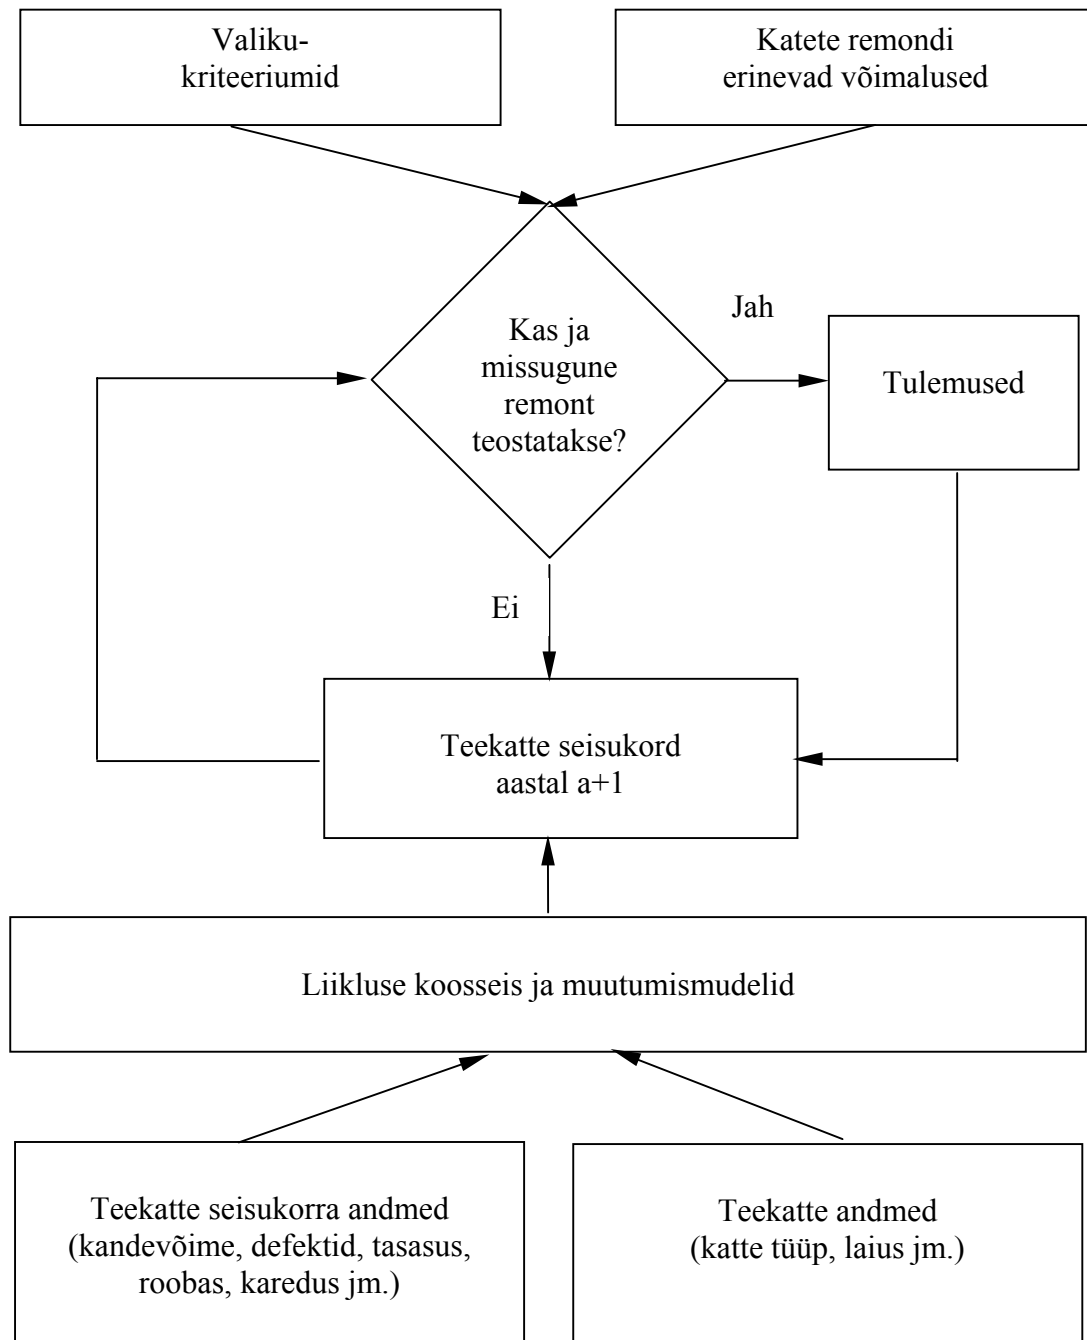 Valiku-
kriteeriumid
Katete remondi
erinevad võimalused
Jah
Kas ja
missugune
remont
teostatakse?
Tulemused
Ei
Teekatte seisukord
aastal a+1
Liikluse koosseis ja muutumismudelid
Teekatte seisukorra andmed
(kandevõime, defektid, tasasus,
roobas, karedus jm.)
Teekatte andmed
(katte tüüp, laius jm.)